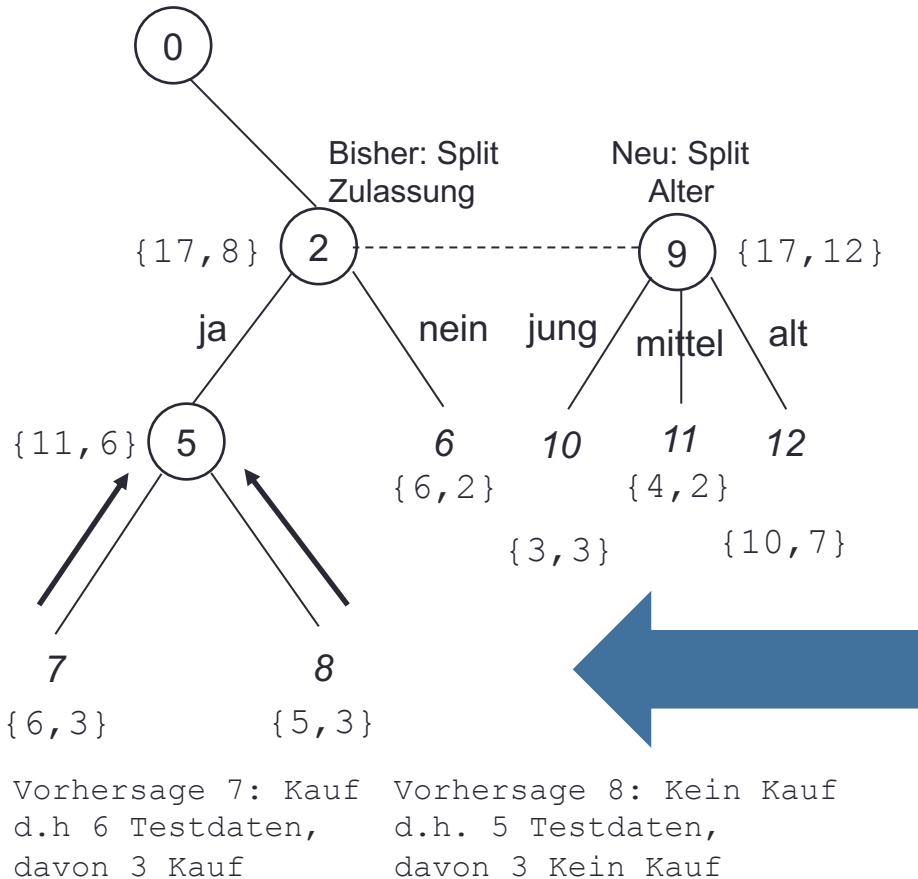 0
Bisher: Split
Zulassung
Neu: Split
Alter
{17,8}
2
9
{17,12}
ja
nein
jung
mittel
alt
{11,6}
5
6
{6,2}
10
11
{4,2}
12
{3,3}
{10,7}
7
{6,3}
8
{5,3}
Vorhersage 7: Kauf
d.h 6 Testdaten,
davon 3 Kauf
Vorhersage 8: Kein Kauf
d.h. 5 Testdaten,
davon 3 Kein Kauf